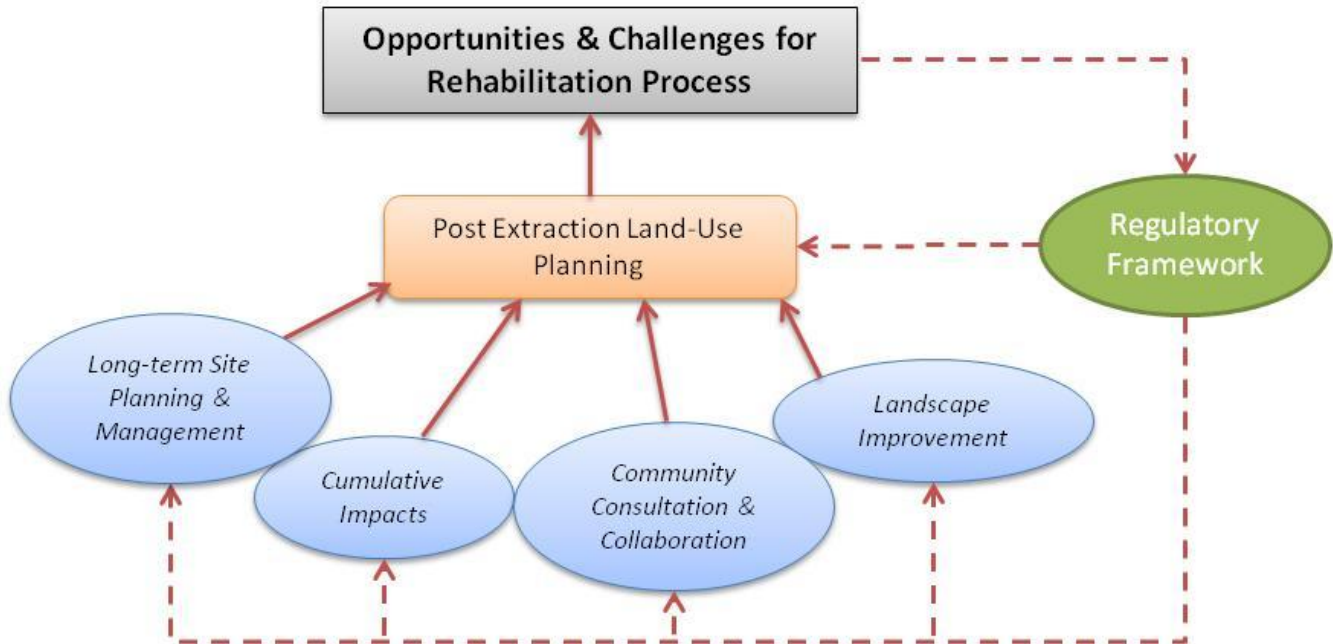 Opportunities & Challenges for
Rehabilitation Process
Post Extraction Land-Use
Planning
Regulatory
Framework
Long-term Site
Planning &
Management
Cumulative
Impacts
Community
Consultation &
Collaboration
Landscape
Improvement